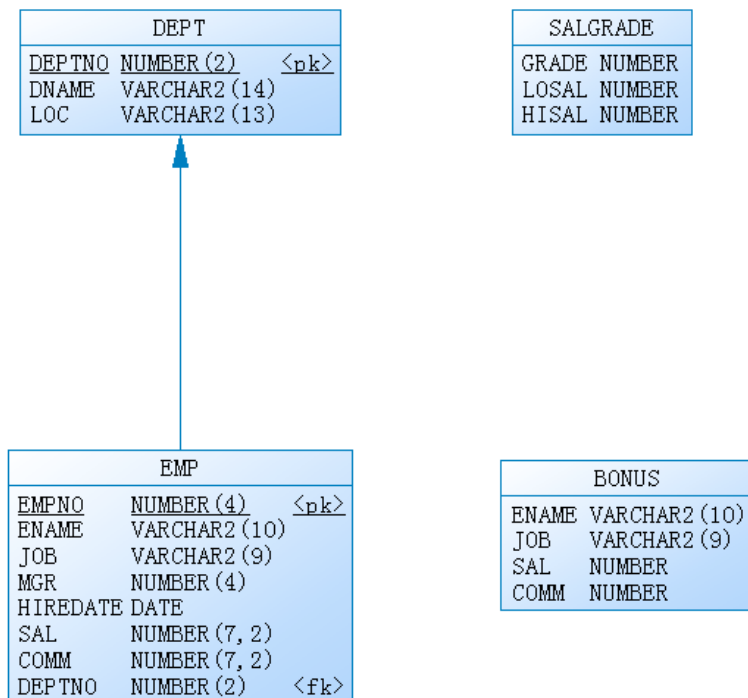 DEPT
DEPTNO NUMBER(2) <pk>
DNAME VARCHAR2(14)
LOC VARCHAR2(13)
SALGRADE
GRADE NUMBER
LOSAL NUMBER
HISAL NUMBER
EMP
EMPNO NUMBER(4) <pk>
ENAME VARCHAR2(10)
JOB VARCHAR2(9)
MGR NUMBER(4)
HIREDATE DATE
SAL NUMBER(7,2)
COMM NUMBER(7,2)
DEPTNO NUMBER(2) <fk>
BONUS
ENAME VARCHAR2(10)
JOB VARCHAR2(9)
SAL NUMBER
COMM NUMBER